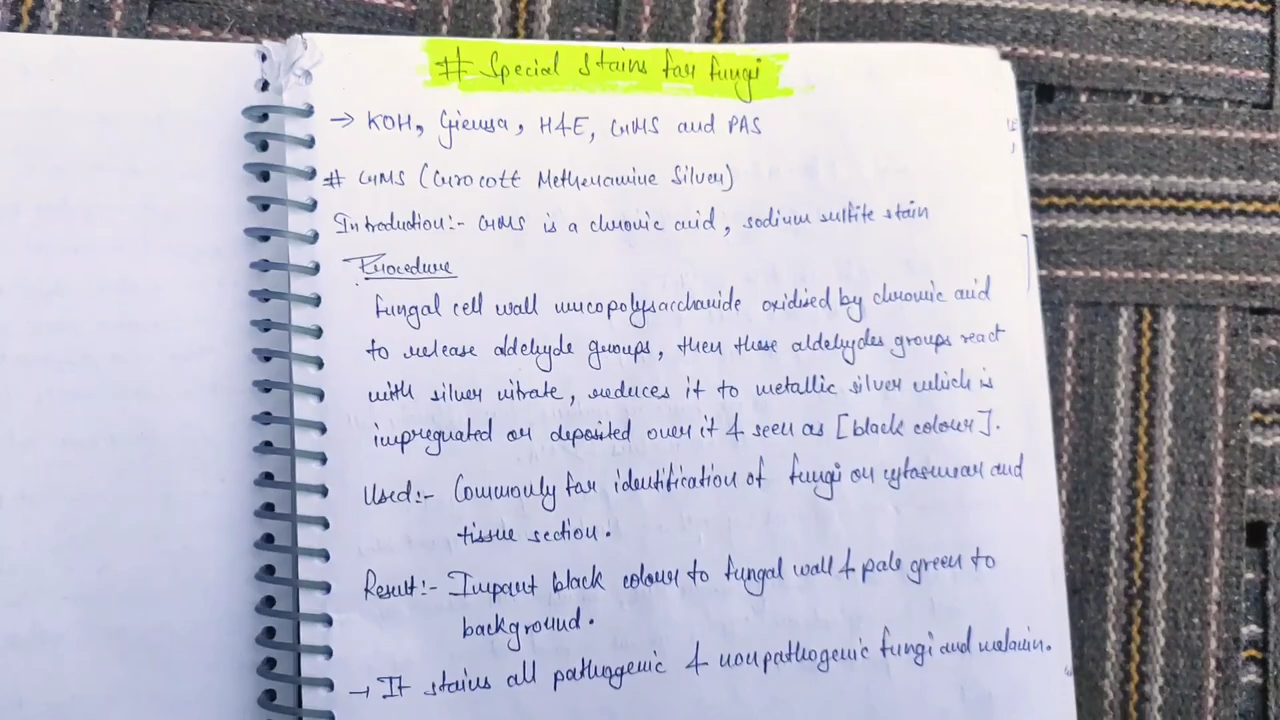 # Special Stains for fungi
→ KOH, Giemsa, H&E, GMS and PAS
# GMS (Grocott Methenamine Silver)
Introduction:- GMS is a chromic acid, sodium sulfite stain
Procedure
Fungal cell wall mucopolysaccharide oxidised by chromic acid
to release aldehyde groups, then these aldehydes groups react
with silver nitrate, reduces it to metallic silver which is
impregnated or deposited over it & seen as [black colour].
Used:- Commonly for identification of fungi on cytosmear and
tissue section.
Result:- Impart black colour to fungal wall & pale green to
background.
→ It stains all pathogenic & nonpathogenic fungi and melanin.